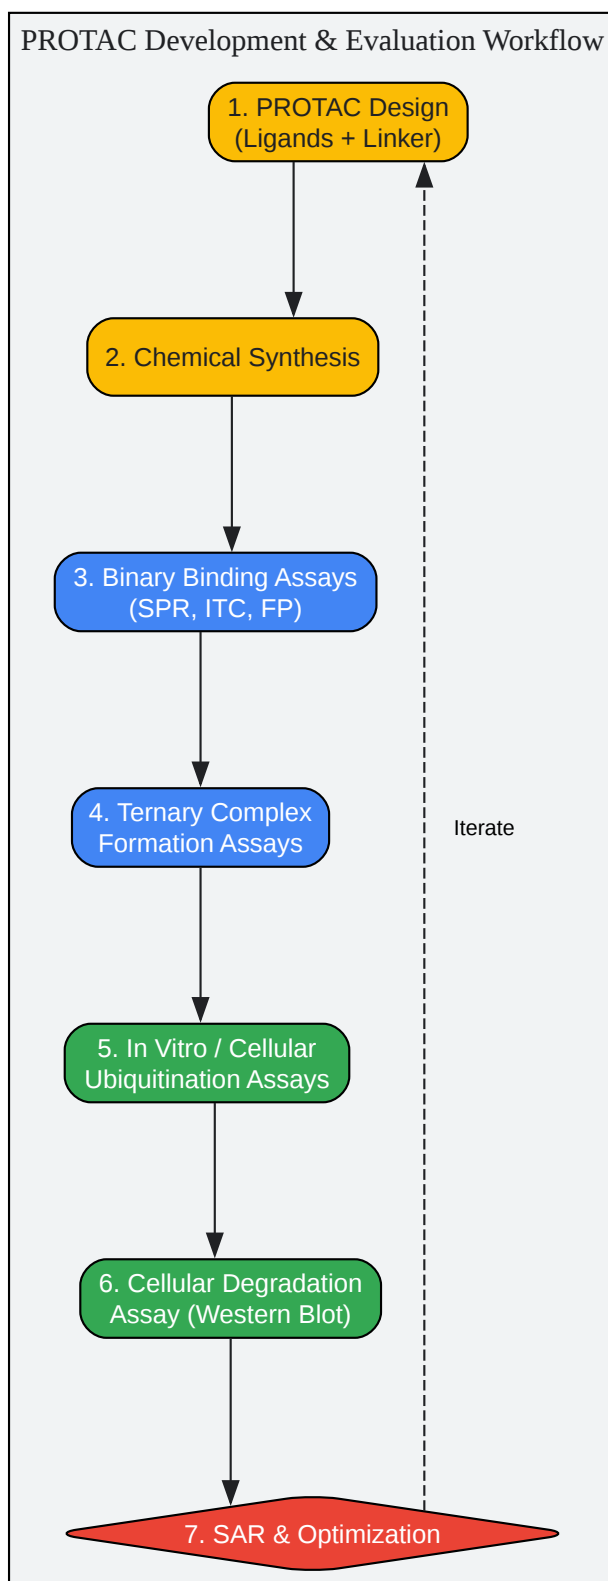 PROTAC Development & Evaluation Workflow
1. PROTAC Design
(Ligands + Linker)
2. Chemical Synthesis
3. Binary Binding Assays
(SPR, ITC, FP)
4. Ternary Complex
Formation Assays
Iterate
5. In Vitro / Cellular
Ubiquitination Assays
6. Cellular Degradation
Assay (Western Blot)
7. SAR & Optimization